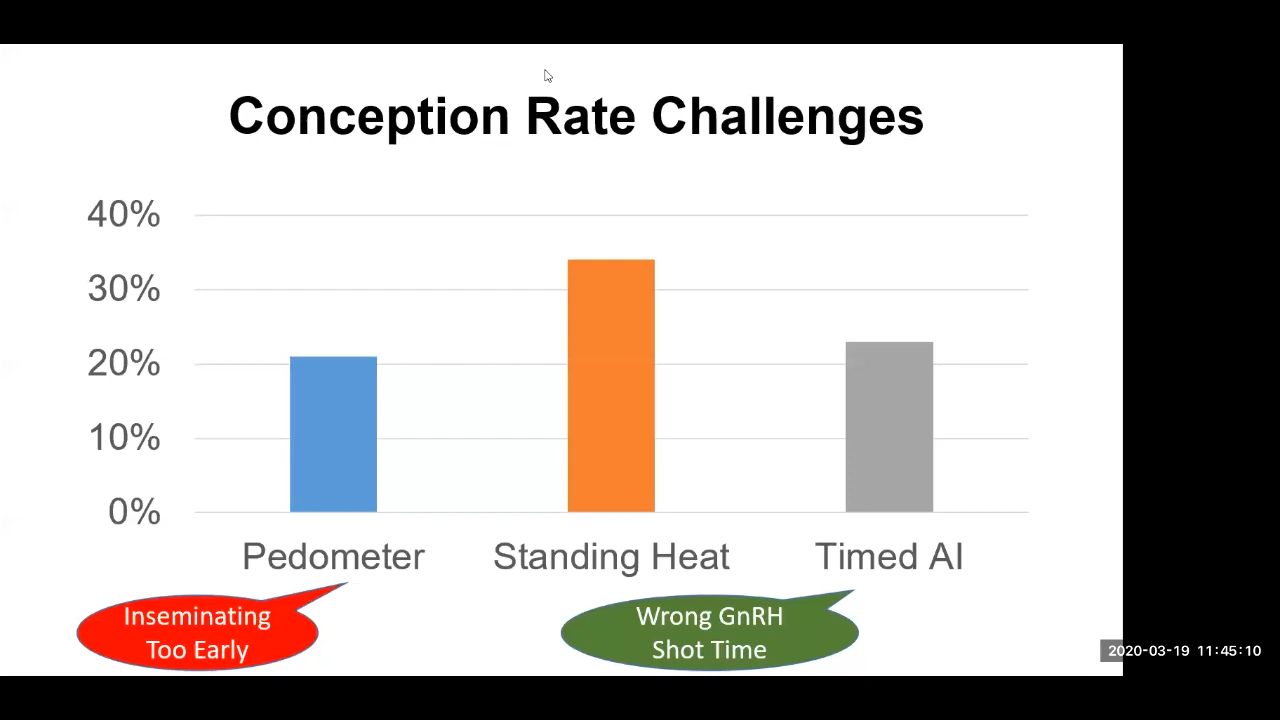 Conception Rate Challenges
40%
30%
20%
10%
0%
Pedometer Standing Heat Timed AI
Inseminating
Too Early
Wrong GnRH
Shot Time
2020-03-19 11:45:10